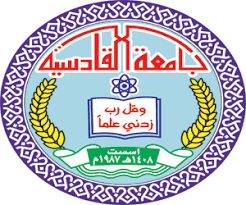 جامعة القادسية
وقل رب
زدني علماً
اسست
١٤٠٨هـ ١٩٨٧م